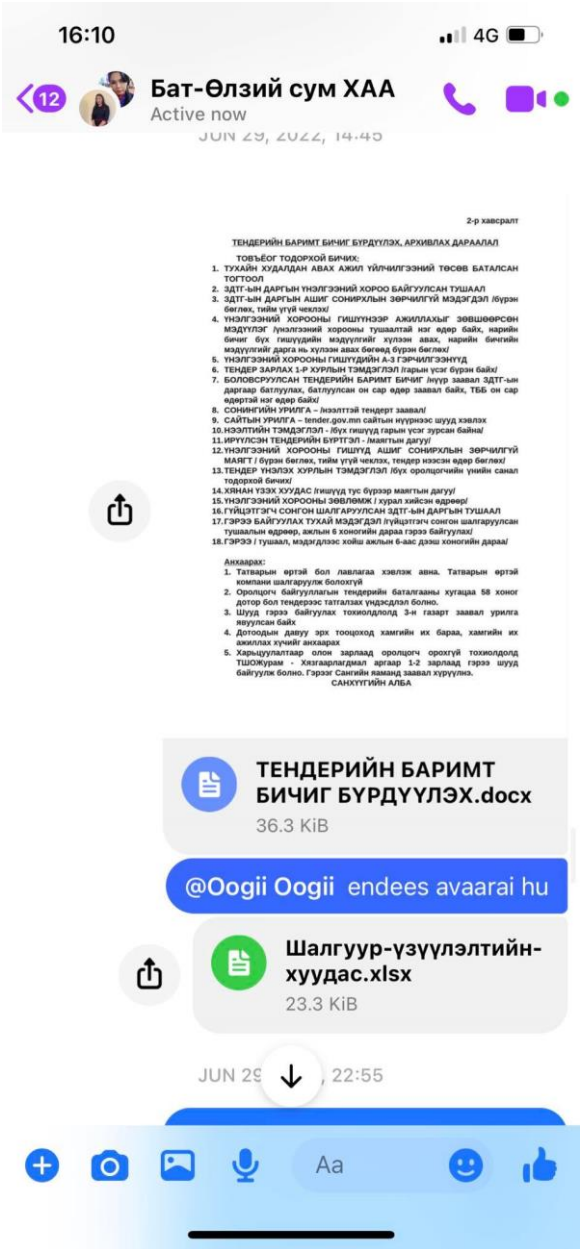 16:10
4G
12
Бат-Өлзий сум ХАА
Active now
JUN 29, 2022, 14:45
2-р хавсралт
ТЕНДЕРИЙН БАРИМТ БИЧИГ БҮРДҮҮЛЭХ, АРХИВЛАХ ДАРААЛАЛ
ТОВЪЁОГ ТОДОРХОЙ БИЧИХ:
1. ТУХАЙН ХУДАЛДАН АВАХ АЖИЛ ҮЙЛЧИЛГЭЭНИЙ ТӨСӨВ БАТАЛСАН
ТОГТООЛ
2. ЗДТГ-ЫН ДАРГЫН ҮНЭЛГЭЭНИЙ ХОРОО БАЙГУУЛСАН ТУШААЛ
3. ЗДТГ-ЫН ДАРГЫН АШИГ СОНИРХЛЫН ЗӨРЧИЛГҮЙ МЭДЭГДЭЛ /бүрэн
бөглөх, тийм үгүй чеклэх/
4. ҮНЭЛГЭЭНИЙ ХОРООНЫ ГИШҮҮНЭЭР АЖИЛЛАХЫГ ЗӨВШӨӨРСӨН
МЭДҮҮЛЭГ /үнэлгээний хорооны тушаалтай нэг өдөр байх, нарийн
бичиг бүх гишүүдийн мэдүүлгийг хүлээн авах, нарийн бичгийн
мэдүүлгийг дарга нь хүлээн авах бөгөөд бүрэн бөглөх/
5. ҮНЭЛГЭЭНИЙ ХОРООНЫ ГИШҮҮДИЙН А-3 ГЭРЧИЛГЭЭНҮҮД
6. ТЕНДЕР ЗАРЛАХ 1-Р ХУРЛЫН ТЭМДЭГЛЭЛ /гарын үсэг бүрэн байх/
7. БОЛОВСРУУЛСАН ТЕНДЕРИЙН БАРИМТ БИЧИГ /нүүр заавал ЗДТГ-ын
даргаар батлуулах, батлуулсан он сар өдөр заавал байх, ТББ он сар
өдөртэй нэг өдөр байх/
8. СОНИНГИЙН УРИЛГА – /нээлттэй тендерт заавал/
9. САЙТЫН УРИЛГА – tender.gov.mn сайтын нүүрнээс шууд хэвлэх
10. НЭЭЛТИЙН ТЭМДЭГЛЭЛ - /бүх гишүүд гарын үсэг зурсан байна/
11. ИРҮҮЛСЭН ТЕНДЕРИЙН БҮРТГЭЛ - /маягтын дагуу/
12. ҮНЭЛГЭЭНИЙ ХОРООНЫ ГИШҮҮД АШИГ СОНИРХЛЫН ЗӨРЧИЛГҮЙ
МАЯГТ / бүрэн бөглөх, тийм үгүй чеклэх, тендер нээсэн өдөр бөглөх/
13. ТЕНДЕР ҮНЭЛЭХ ХУРЛЫН ТЭМДЭГЛЭЛ /бүх оролцогчийн үнийн санал
тодорхой бичих/
14. ХЯНАН ҮЗЭХ ХУУДАС /гишүүд тус бүрээр маягтын дагуу/
15. ҮНЭЛГЭЭНИЙ ХОРООНЫ ЗӨВЛӨМЖ / хурал хийсэн өдрөөр/
16. ГҮЙЦЭТГЭГЧ СОНГОН ШАЛГАРУУЛСАН ЗДТГ-ЫН ДАРГЫН ТУШААЛ
17. ГЭРЭЭ БАЙГУУЛАХ ТУХАЙ МЭДЭГДЭЛ /гүйцэтгэгч сонгон шалгаруулсан
тушаалын өдрөөр, ажлын 6 хоногийн дараа гэрээ байгуулах/
18. ГЭРЭЭ / тушаал, мэдэгдлээс хойш ажлын 6-аас дээш хоногийн дараа/
Анхаарах:
1. Татварын өртэй бол лавлагаа хэвлэж авна. Татварын өртэй
компани шалгаруулж болохгүй
2. Оролцогч байгууллагын тендерийн баталгааны хугацаа 58 хоног
дотор бол тендерээс татгалзах үндэсдлэл болно.
3. Шууд гэрээ байгуулах тохиолдлолд 3-н газарт заавал урилга
явуулсан байх
4. Дотоодын давуу эрх тооцоход хамгийн их бараа, хамгийн их
ажиллах хүчийг анхаарах
5. Харьцуулалтаар олон зарлаад оролцогч орохгүй тохиолдолд
ТШОЖурам - Хязгаарлагдмал аргаар 1-2 зарлаад гэрээ шууд
байгуулж болно. Гэрээг Сангийн яаманд заавал хүрүүлнэ.
САНХҮҮГИЙН АЛБА
ТЕНДЕРИЙН БАРИМТ
БИЧИГ БҮРДҮҮЛЭХ.docx
36.3 KiB
@Oogii Oogii endees avaarai hu
Шалгуур-үзүүлэлтийн-
хуудас.xlsx
23.3 KiB
JUN 29 , 22:55
Aa